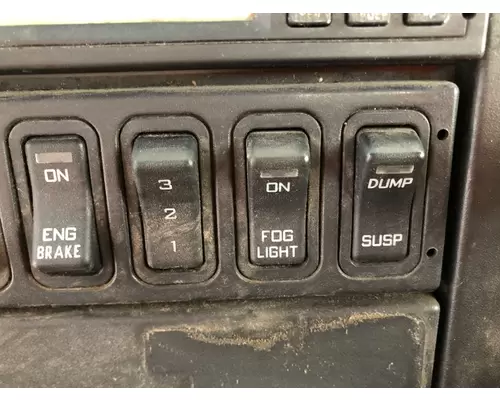 ON
ENG
BRAKE
3
2
1
ON
FOG
LIGHT
DUMP
SUSP